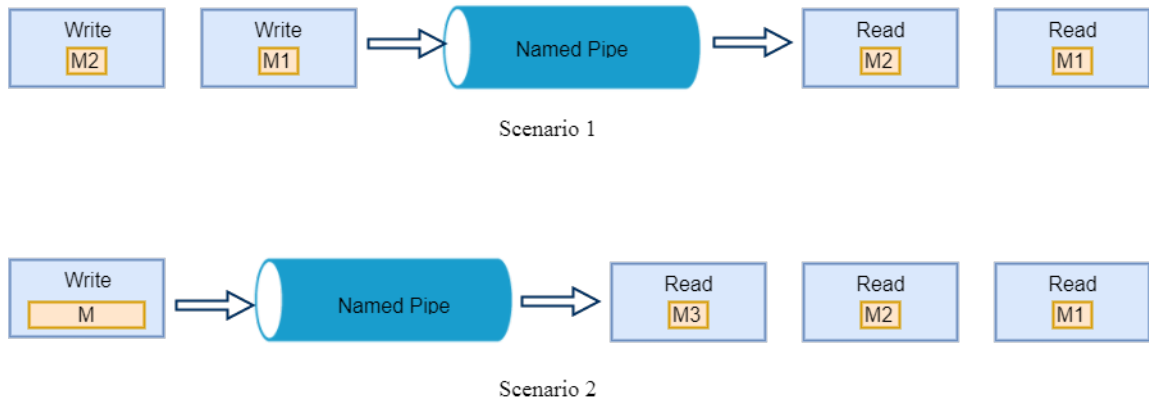 Write
M2
Write
M1
Named Pipe
Read
M2
Read
M1
Scenario 1
Write
M
Named Pipe
Read
M3
Read
M2
Read
M1
Scenario 2